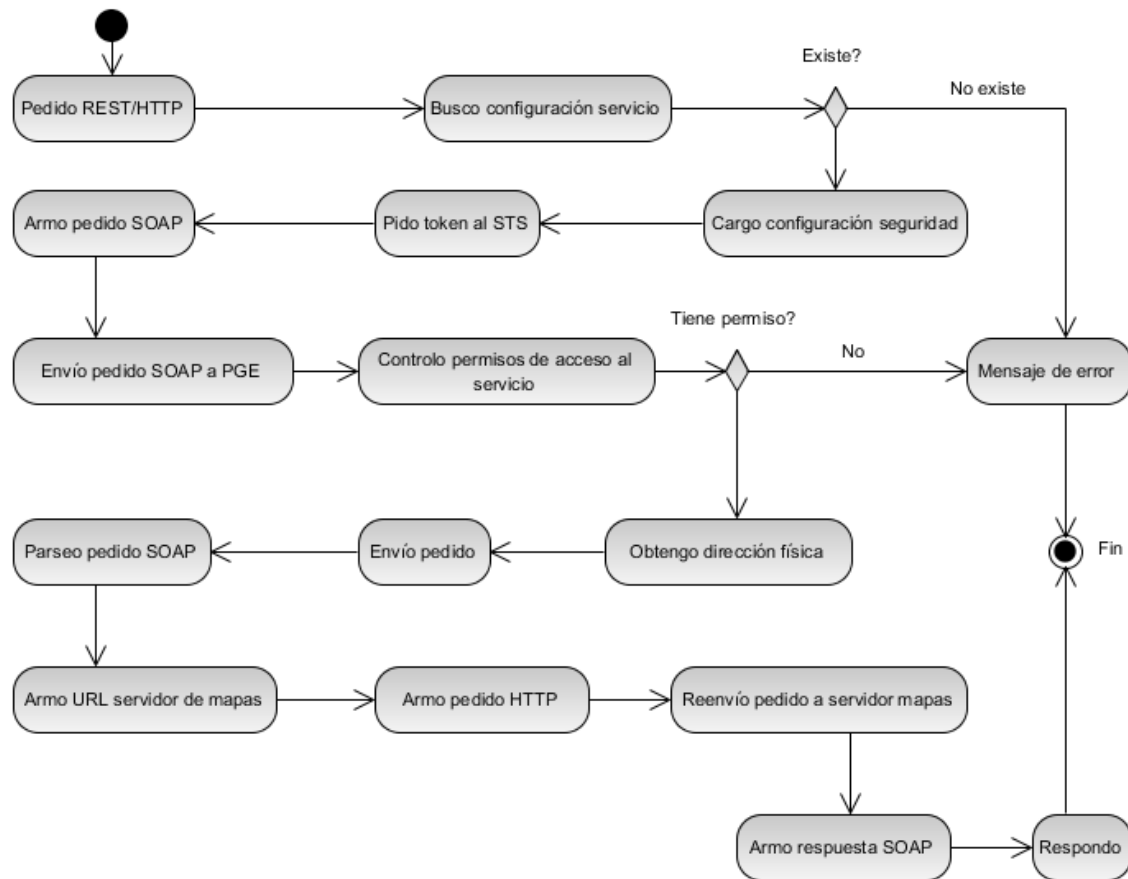 Existe?
Pedido REST/HTTP
Busco configuración servicio
No existe
Armo pedido SOAP
Pido token al STS
Cargo configuración seguridad
Tiene permiso?
Envío pedido SOAP a PGE
Controlo permisos de acceso al
servicio
No
Mensaje de error
Parseo pedido SOAP
Envío pedido
Obtengo dirección física
Fin
Armo URL servidor de mapas
Armo pedido HTTP
Reenvío pedido a servidor mapas
Armo respuesta SOAP
Respondo